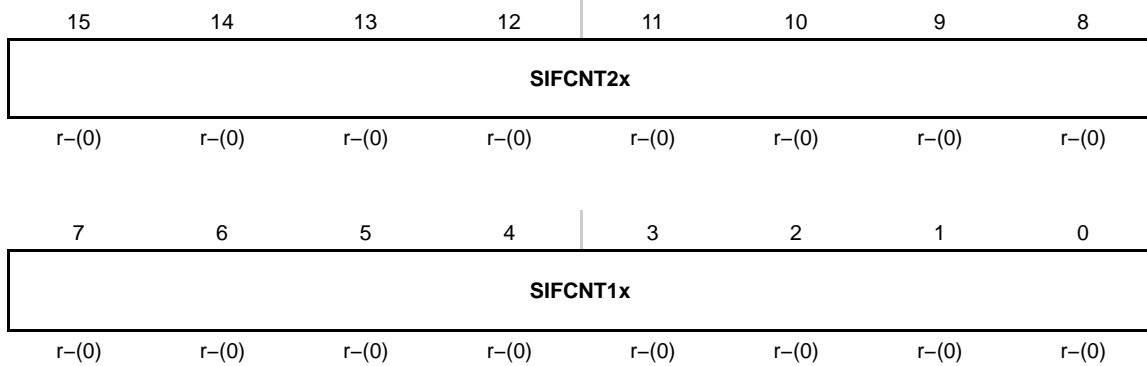 15 14 13 12 11 10 9 8
SIFCNT2x
r−(0) r−(0) r−(0) r−(0) r−(0) r−(0) r−(0) r−(0)
7 6 5 4 3 2 1 0
SIFCNT1x
r−(0) r−(0) r−(0) r−(0) r−(0) r−(0) r−(0) r−(0)